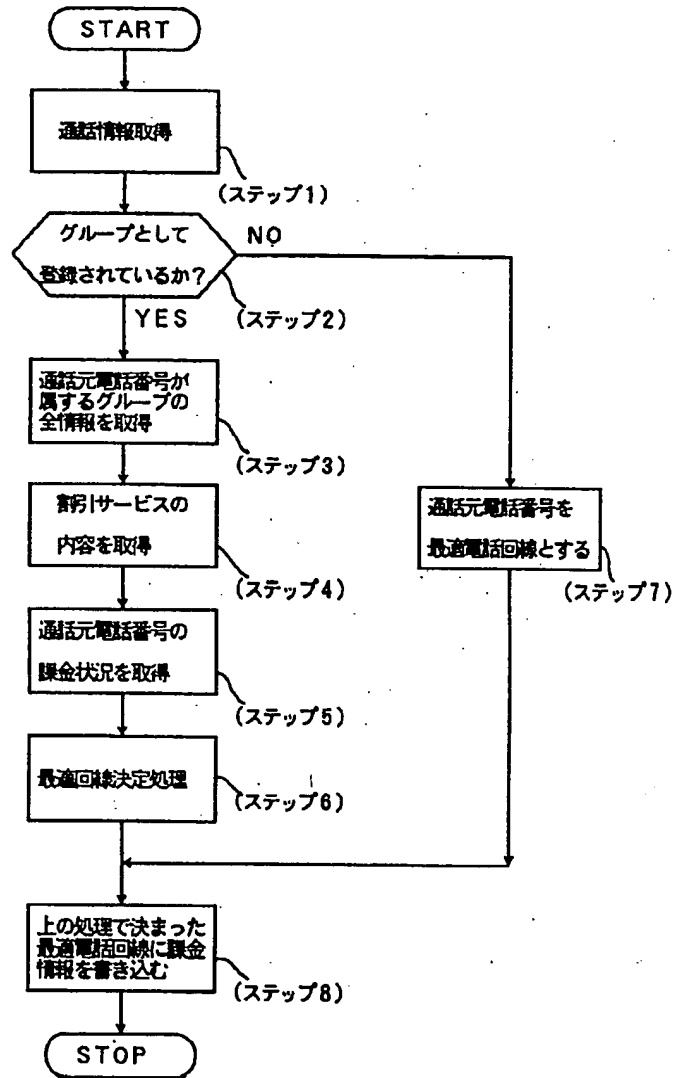 START
通話情報取得
(ステップ1)
グループとして
登録されているか?
NO
YES
(ステップ2)
通話元電話番号が
属するグループの
全情報を取得
(ステップ3)
割引サービスの
内容を取得
(ステップ4)
通話元電話番号を
最適電話回線とする
(ステップ7)
通話元電話番号の
課金状況を取得
(ステップ5)
最適回線決定処理
(ステップ6)
上の処理で決まった
最適電話回線に課金
情報を書き込む
(ステップ8)
STOP